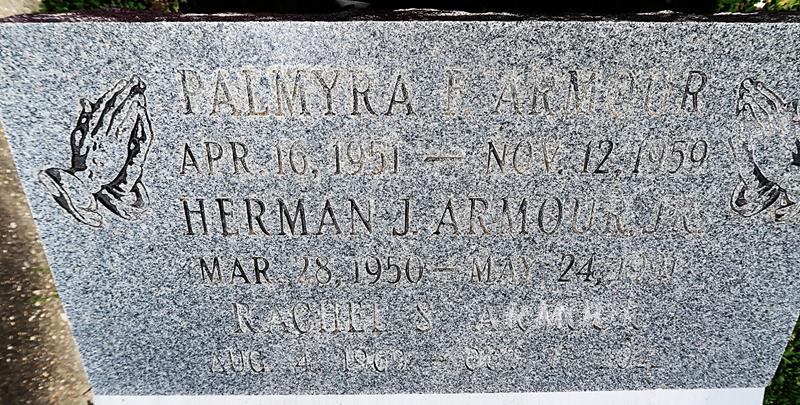 PALMYRA F. ARMOUR
APR. 16, 1951 — NOV. 12, 1959
HERMAN J. ARMOUR, JR.
MAR. 28, 1950 — MAY 24,
RACHEL S ARMOUR
AUG. 4, —